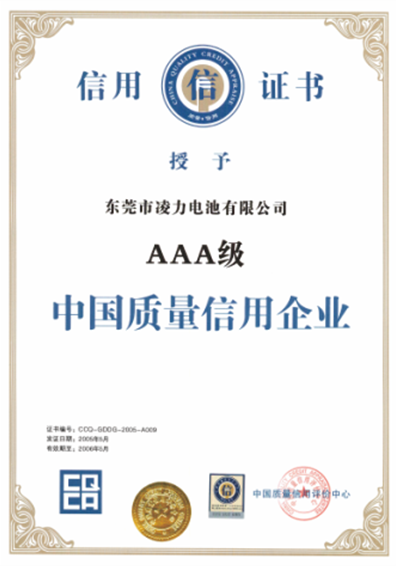 信用 信 证书
CHINA QUALITY CREDIT APPRAISE
授予
东莞市凌力电池有限公司
AAA级
中国质量信用企业
证书编号：CCQ-GDDG-2005-A009
发证日期：2005年5月
有效期至：2006年5月
CQCA
中国质量信用评价中心